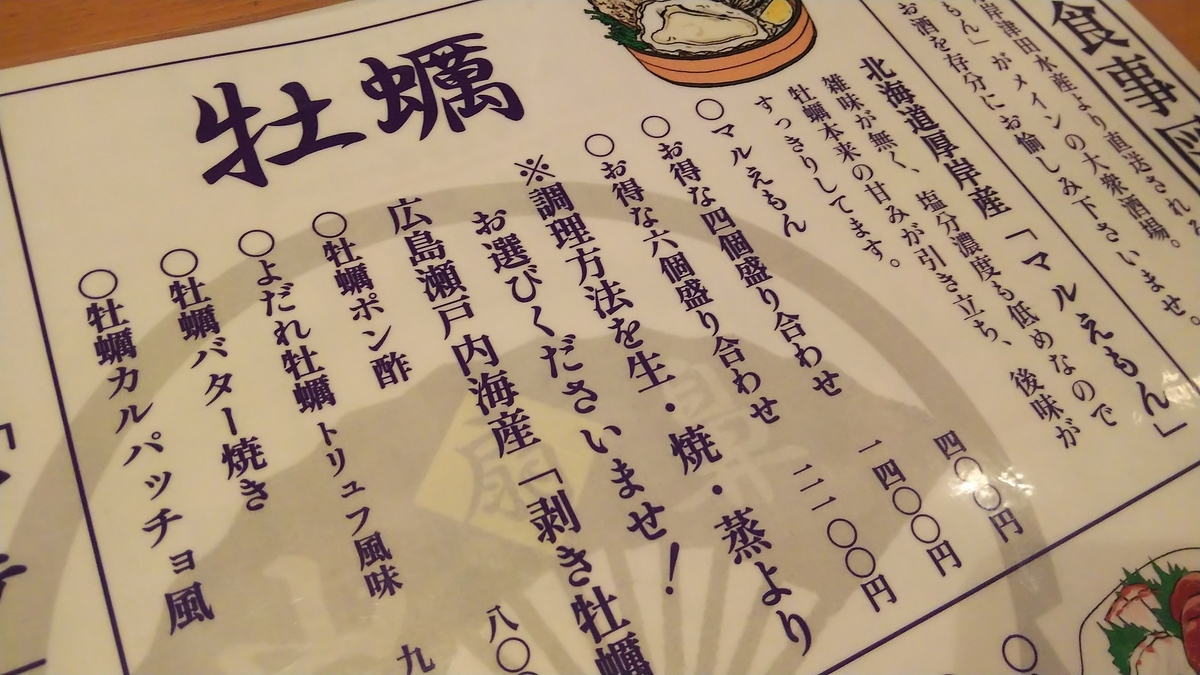 食事
岸津田水産より直送され
もん」がメインの大衆酒場。
お酒を存分にお愉しみ下さいませ。
北海道厚岸産「マルえもん」
雑味が無く、塩分濃度も低めなので
牡蠣本来の甘みが引き立ち、後味が
すっきりしてます。
〇マルえもん 四〇〇円
〇お得な四個盛り合わせ 一四〇〇円
〇お得な六個盛り合わせ 二一〇〇円
※調理方法を生・焼・蒸より
お選びくださいませ！
牡蠣
広島瀬戸内海産「剥き牡蠣
〇牡蠣ポン酢 八〇
〇よだれ牡蠣トリュフ風味 九
〇牡蠣バター焼き
〇牡蠣カルパッチョ風